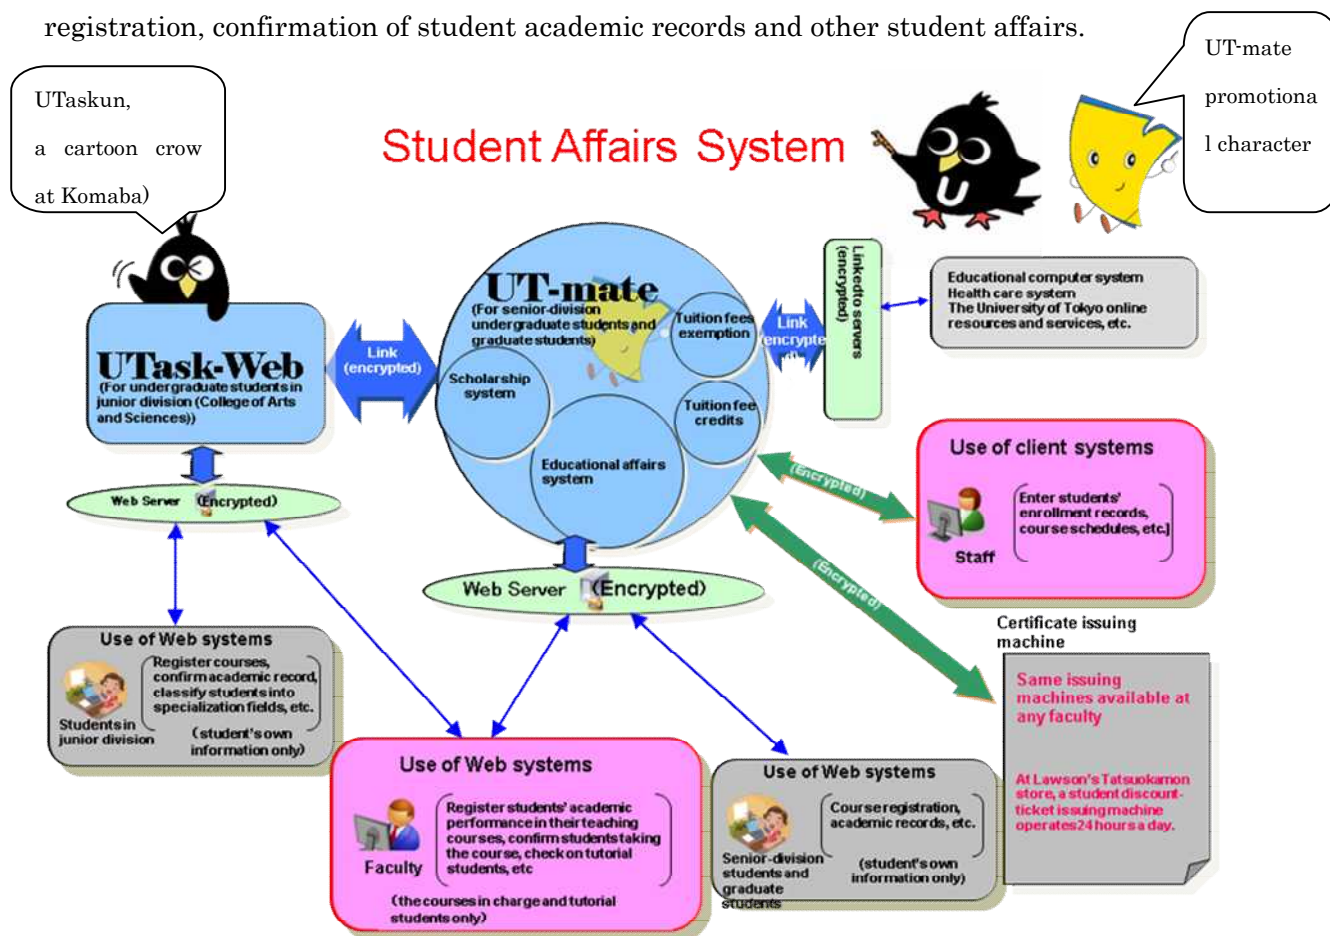 registration, confirmation of student academic records and other student affairs.
UTaskun,
a cartoon crow
at Komaba)
UT-mate
promotiona
l character
Student Affairs System
U
UT-mate
(For senior-division
undergraduate students and
graduate students)
Tuition fees
exemption
Scholarship
system
Tuition fee
credits
Educational affairs
system
Link
(encrypted)
UTask-Web
(For undergraduate students in
junior division (College of Arts
and Sciences))
Link
(encrypte
d)
Linkedto servers
(encrypted)
Educational computer system
Health care system
The University of Tokyo online
resources and services, etc.
Web Server (Encrypted)
Web Server (Encrypted)
(Encrypted)
(Encrypted)
Use of client systems
Enter students'
enrollment records,
course schedules, etc.]
Staff
Certificate issuing
machine
Same issuing
machines available at
any faculty
At Lawson's Tatsuokamon
store, a student discount-
ticket issuing machine
operates24 hours a day.
Use of Web systems
Register courses,
confirm academic record,
classify students into
specialization fields, etc.
Students in
junior division
(student's own
information only)
Use of Web systems
Register students' academic
performance in their teaching
courses, confirm students taking
the course, check on tutorial
students, etc
Faculty
(the courses in charge and tutorial
students only)
Use of Web systems
Course registration,
academic records, etc.
Senior-division
students and
graduate
students
(student's own
information only)